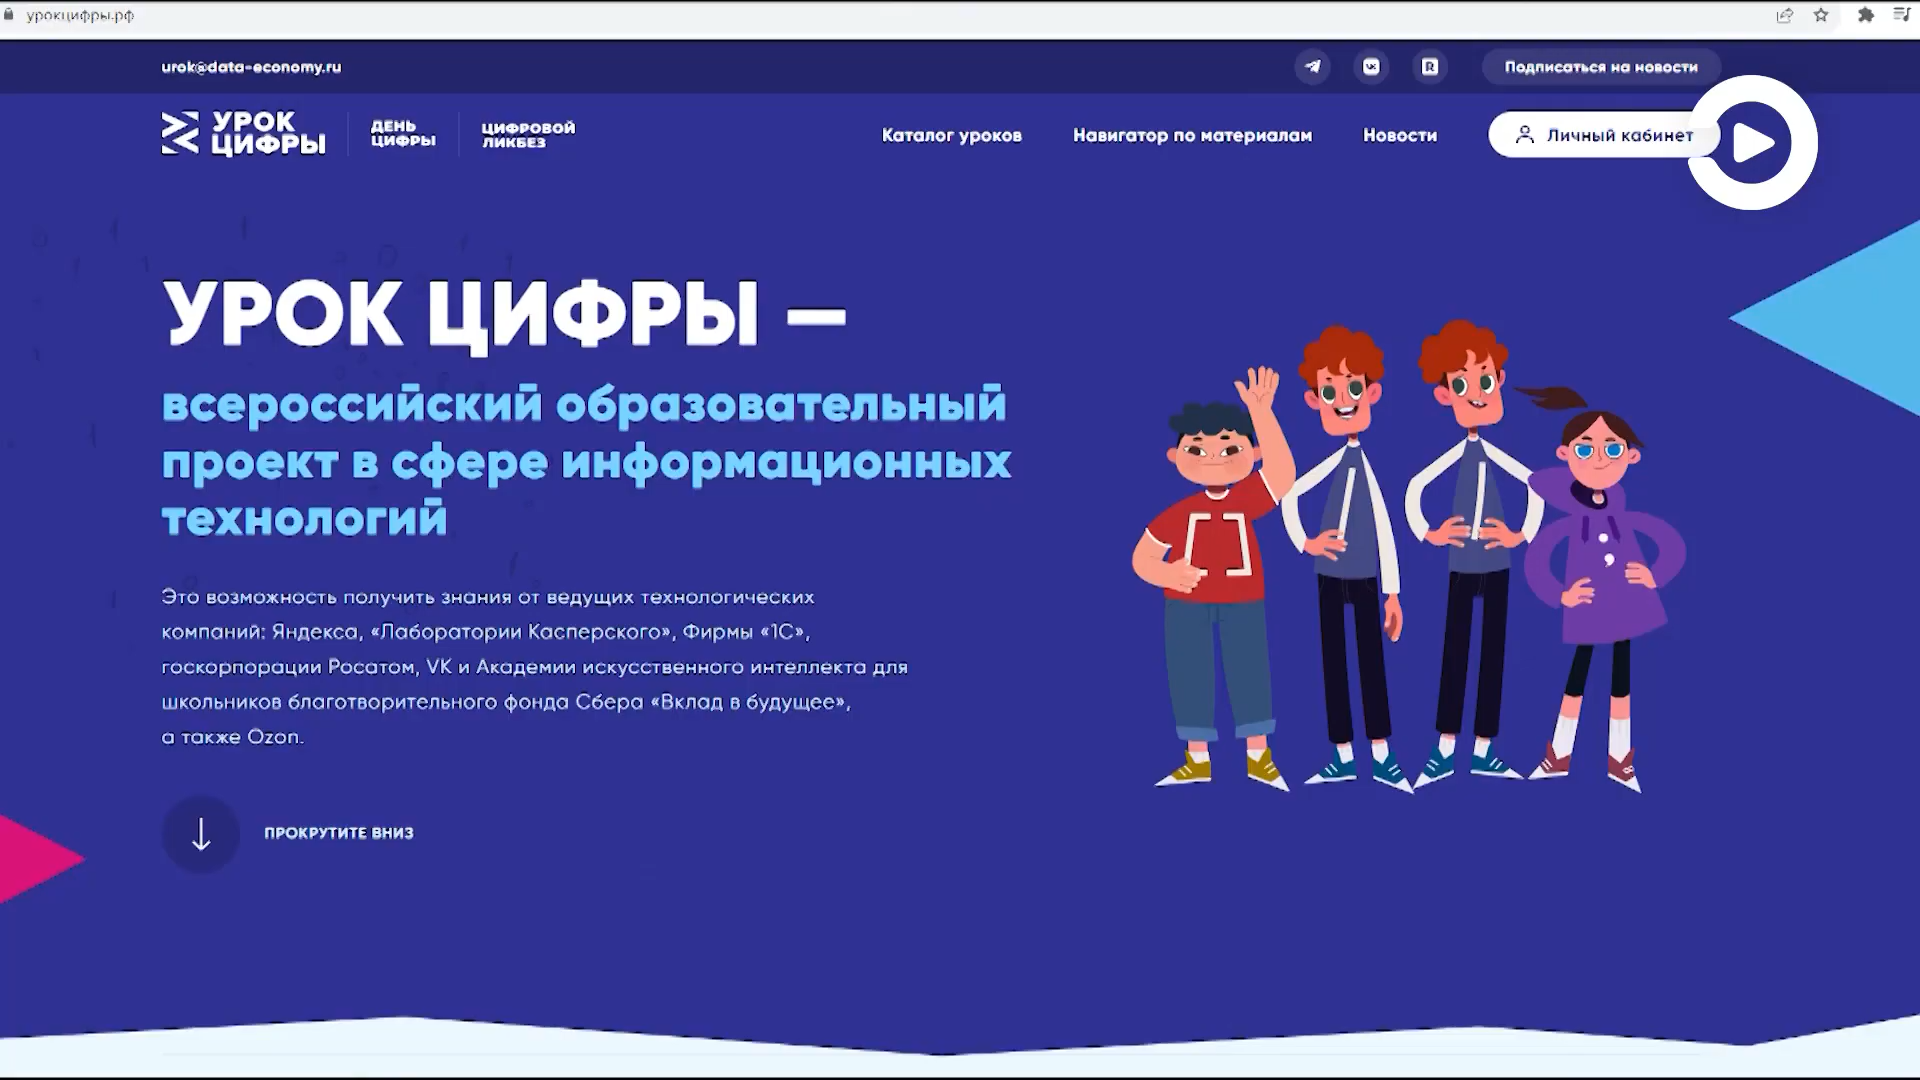 урокцифры.рф
urok@data-economy.ru
Подписаться на новости
УРОК
ЦИФРЫ
ДЕНЬ
ЦИФРЫ
ЦИФРОВОЙ
ЛИКБЕЗ
Каталог уроков
Навигатор по материалам
Новости
Личный кабинет
УРОК ЦИФРЫ —
всероссийский образовательный
проект в сфере информационных
технологий
Это возможность получить знания от ведущих технологических
компаний: Яндекса, «Лаборатории Касперского», Фирмы «1С»,
госкорпорации Росатом, VK и Академии искусственного интеллекта для
школьников благотворительного фонда Сбера «Вклад в будущее»,
а также Ozon.
ПРОКРУТИТЕ ВНИЗ